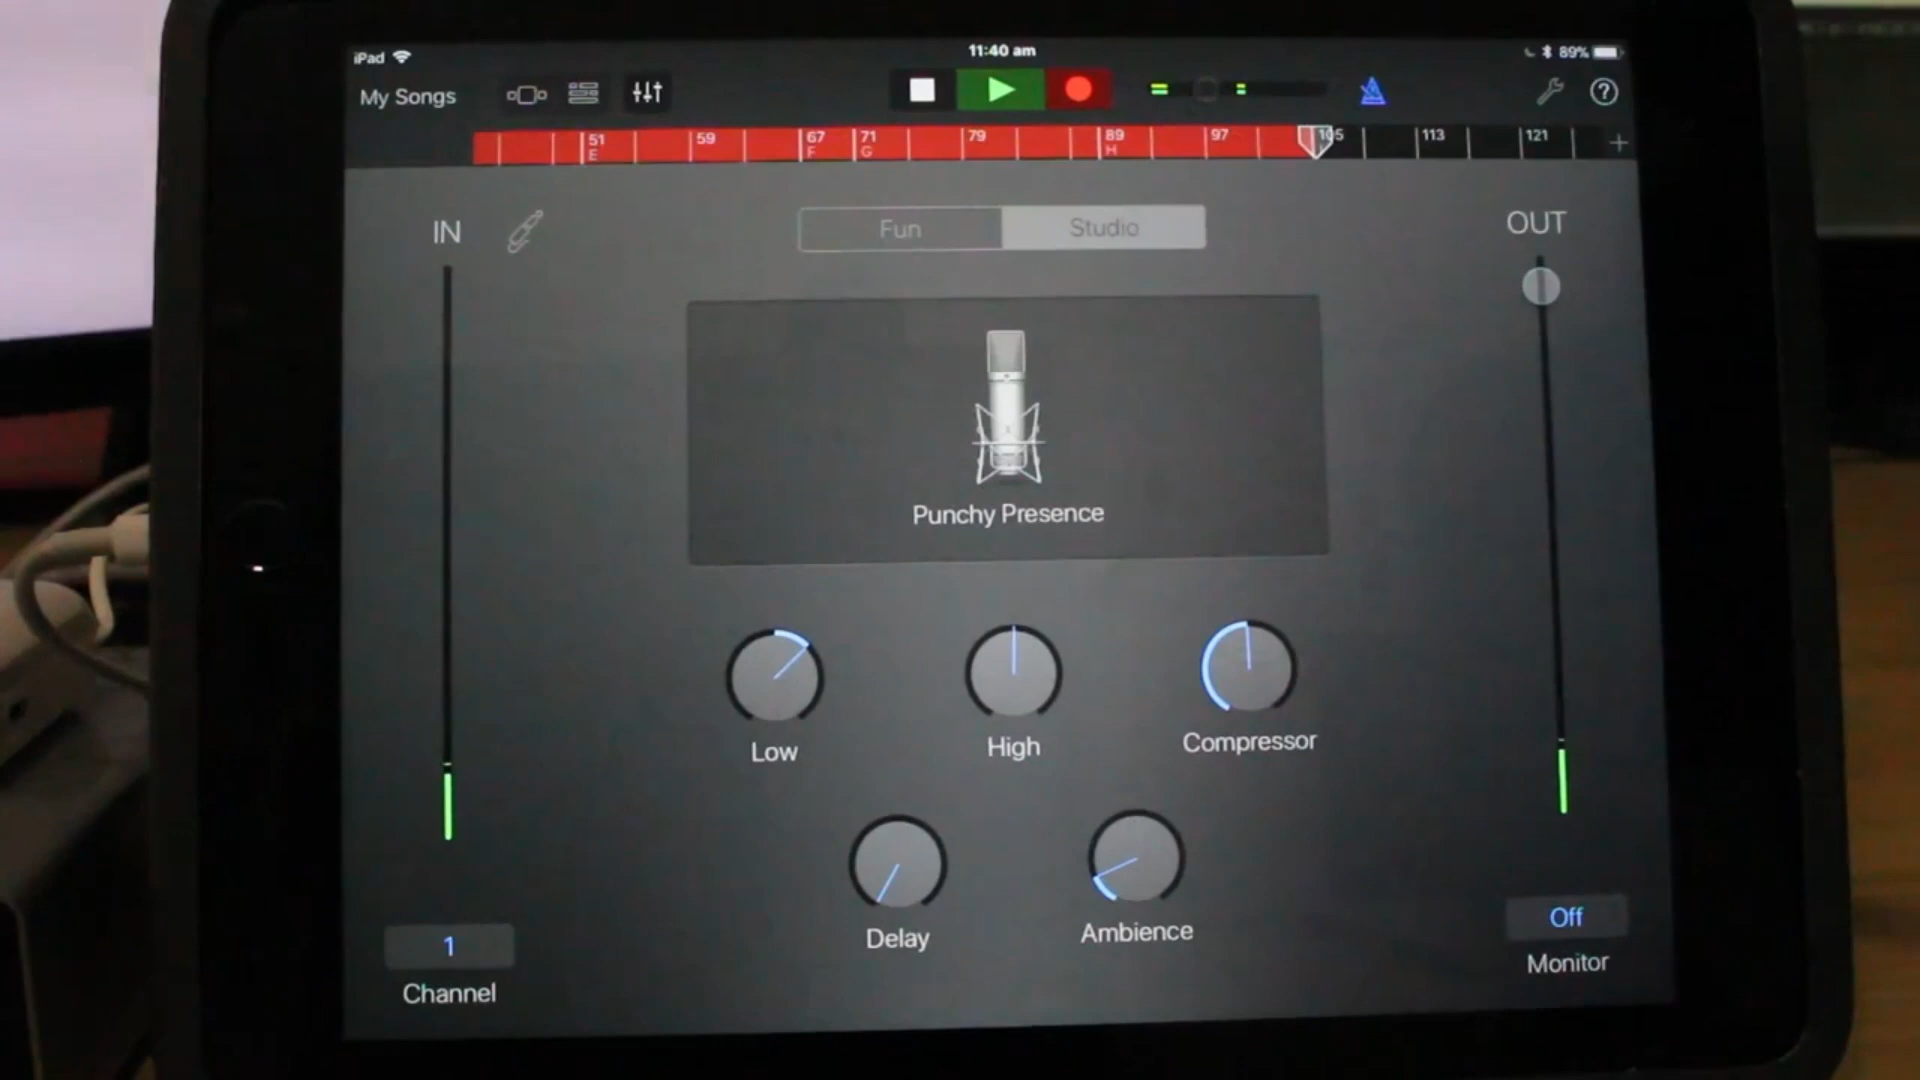 iPad 11:40 am 89%
My Songs
51 59 67 71 79 89 97 105 113 121
E F G H
IN Fun Studio OUT
Punchy Presence
Low High Compressor
Delay Ambience
1 Off
Channel Monitor